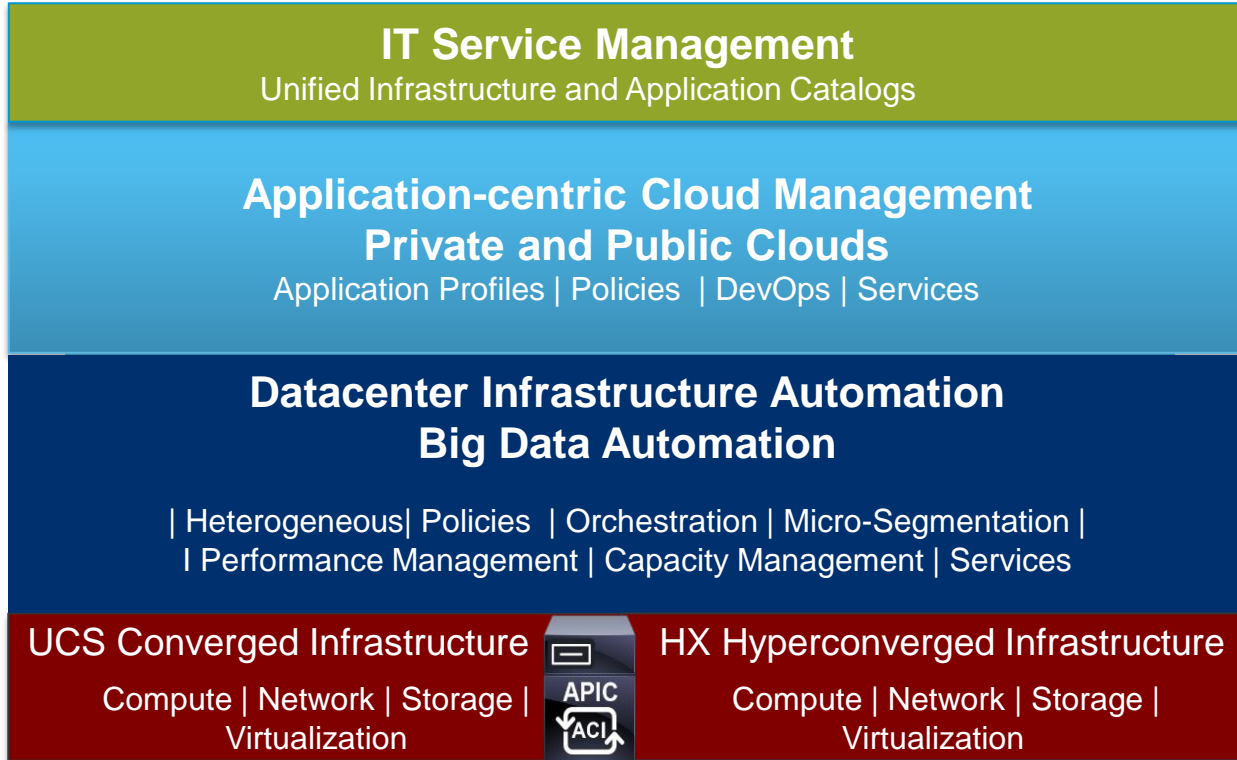 IT Service Management
Unified Infrastructure and Application Catalogs
Application-centric Cloud Management
Private and Public Clouds
Application Profiles | Policies | DevOps | Services
Datacenter Infrastructure Automation
Big Data Automation
| Heterogeneous| Policies | Orchestration | Micro-Segmentation |
I Performance Management | Capacity Management | Services
UCS Converged Infrastructure
Compute | Network | Storage |
Virtualization
APIC
ACI
HX Hyperconverged Infrastructure
Compute | Network | Storage |
Virtualization